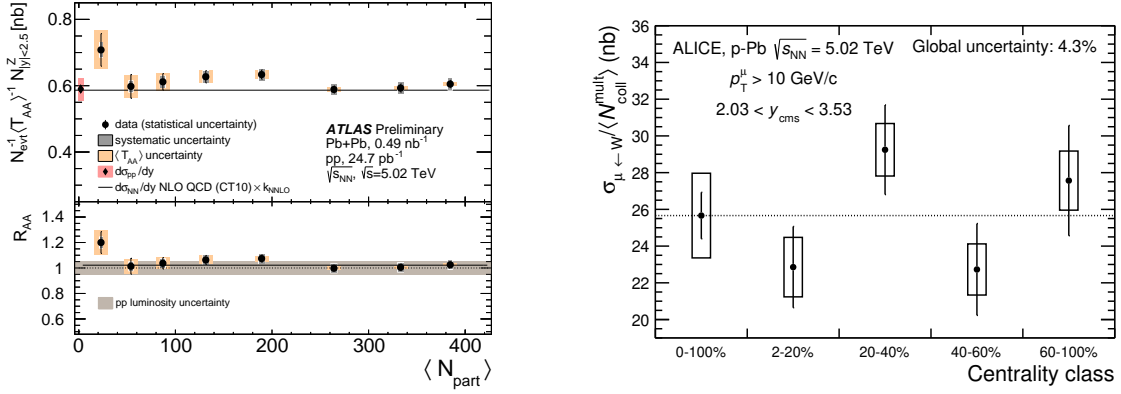 N⁻¹evt⟨T_AA⟩⁻¹ N^Z_|y|<2.5 [nb]
0.8
0.6
0.4
data (statistical uncertainty)
systematic uncertainty
⟨T_AA⟩ uncertainty
dσ_pp/dy
dσ_NN/dy NLO QCD (CT10) × k_NNLO
ATLAS Preliminary
Pb+Pb, 0.49 nb⁻¹
pp, 24.7 pb⁻¹
√s_NN, √s=5.02 TeV
R_AA
1.4
1.2
1
0.8
0.6
pp luminosity uncertainty
0 100 200 300 400
⟨ N_part ⟩
σ_μ←W/⟨N^mult_coll⟩ (nb)
36
34
32
30
28
26
24
22
20
18
ALICE, p-Pb √s_NN = 5.02 TeV Global uncertainty: 4.3%
p^μ_T > 10 GeV/c
2.03 < y_cms < 3.53
0-100% 2-20% 20-40% 40-60% 60-100%
Centrality class